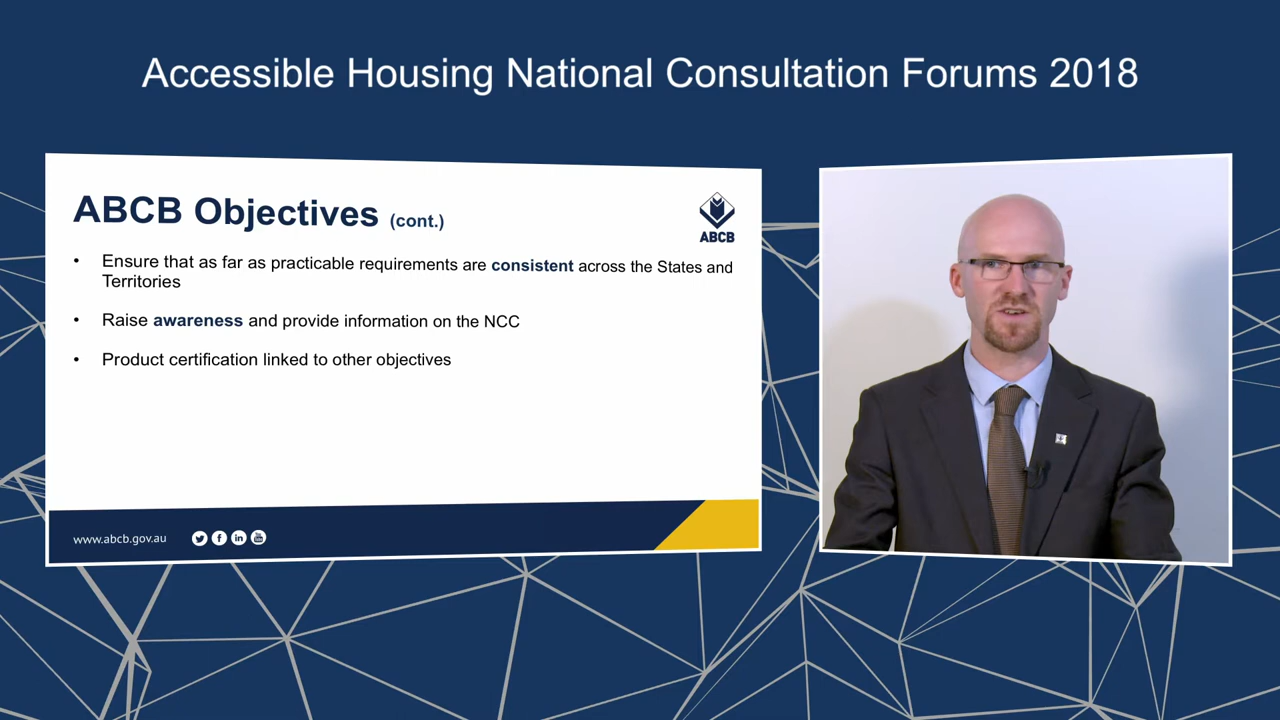 Accessible Housing National Consultation Forums 2018
ABCB Objectives (cont.)
ABCB
• Ensure that as far as practicable requirements are consistent across the States and
Territories
• Raise awareness and provide information on the NCC
• Product certification linked to other objectives
www.abcb.gov.au